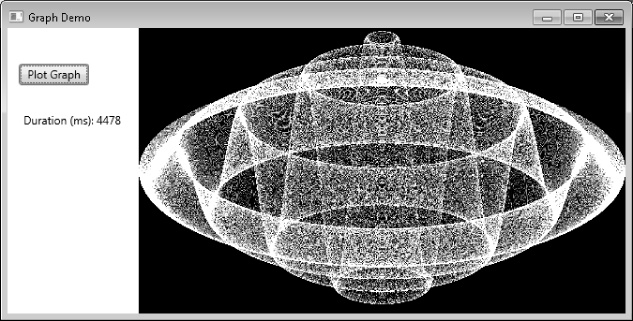 Graph Demo
Plot Graph
Duration (ms): 4478